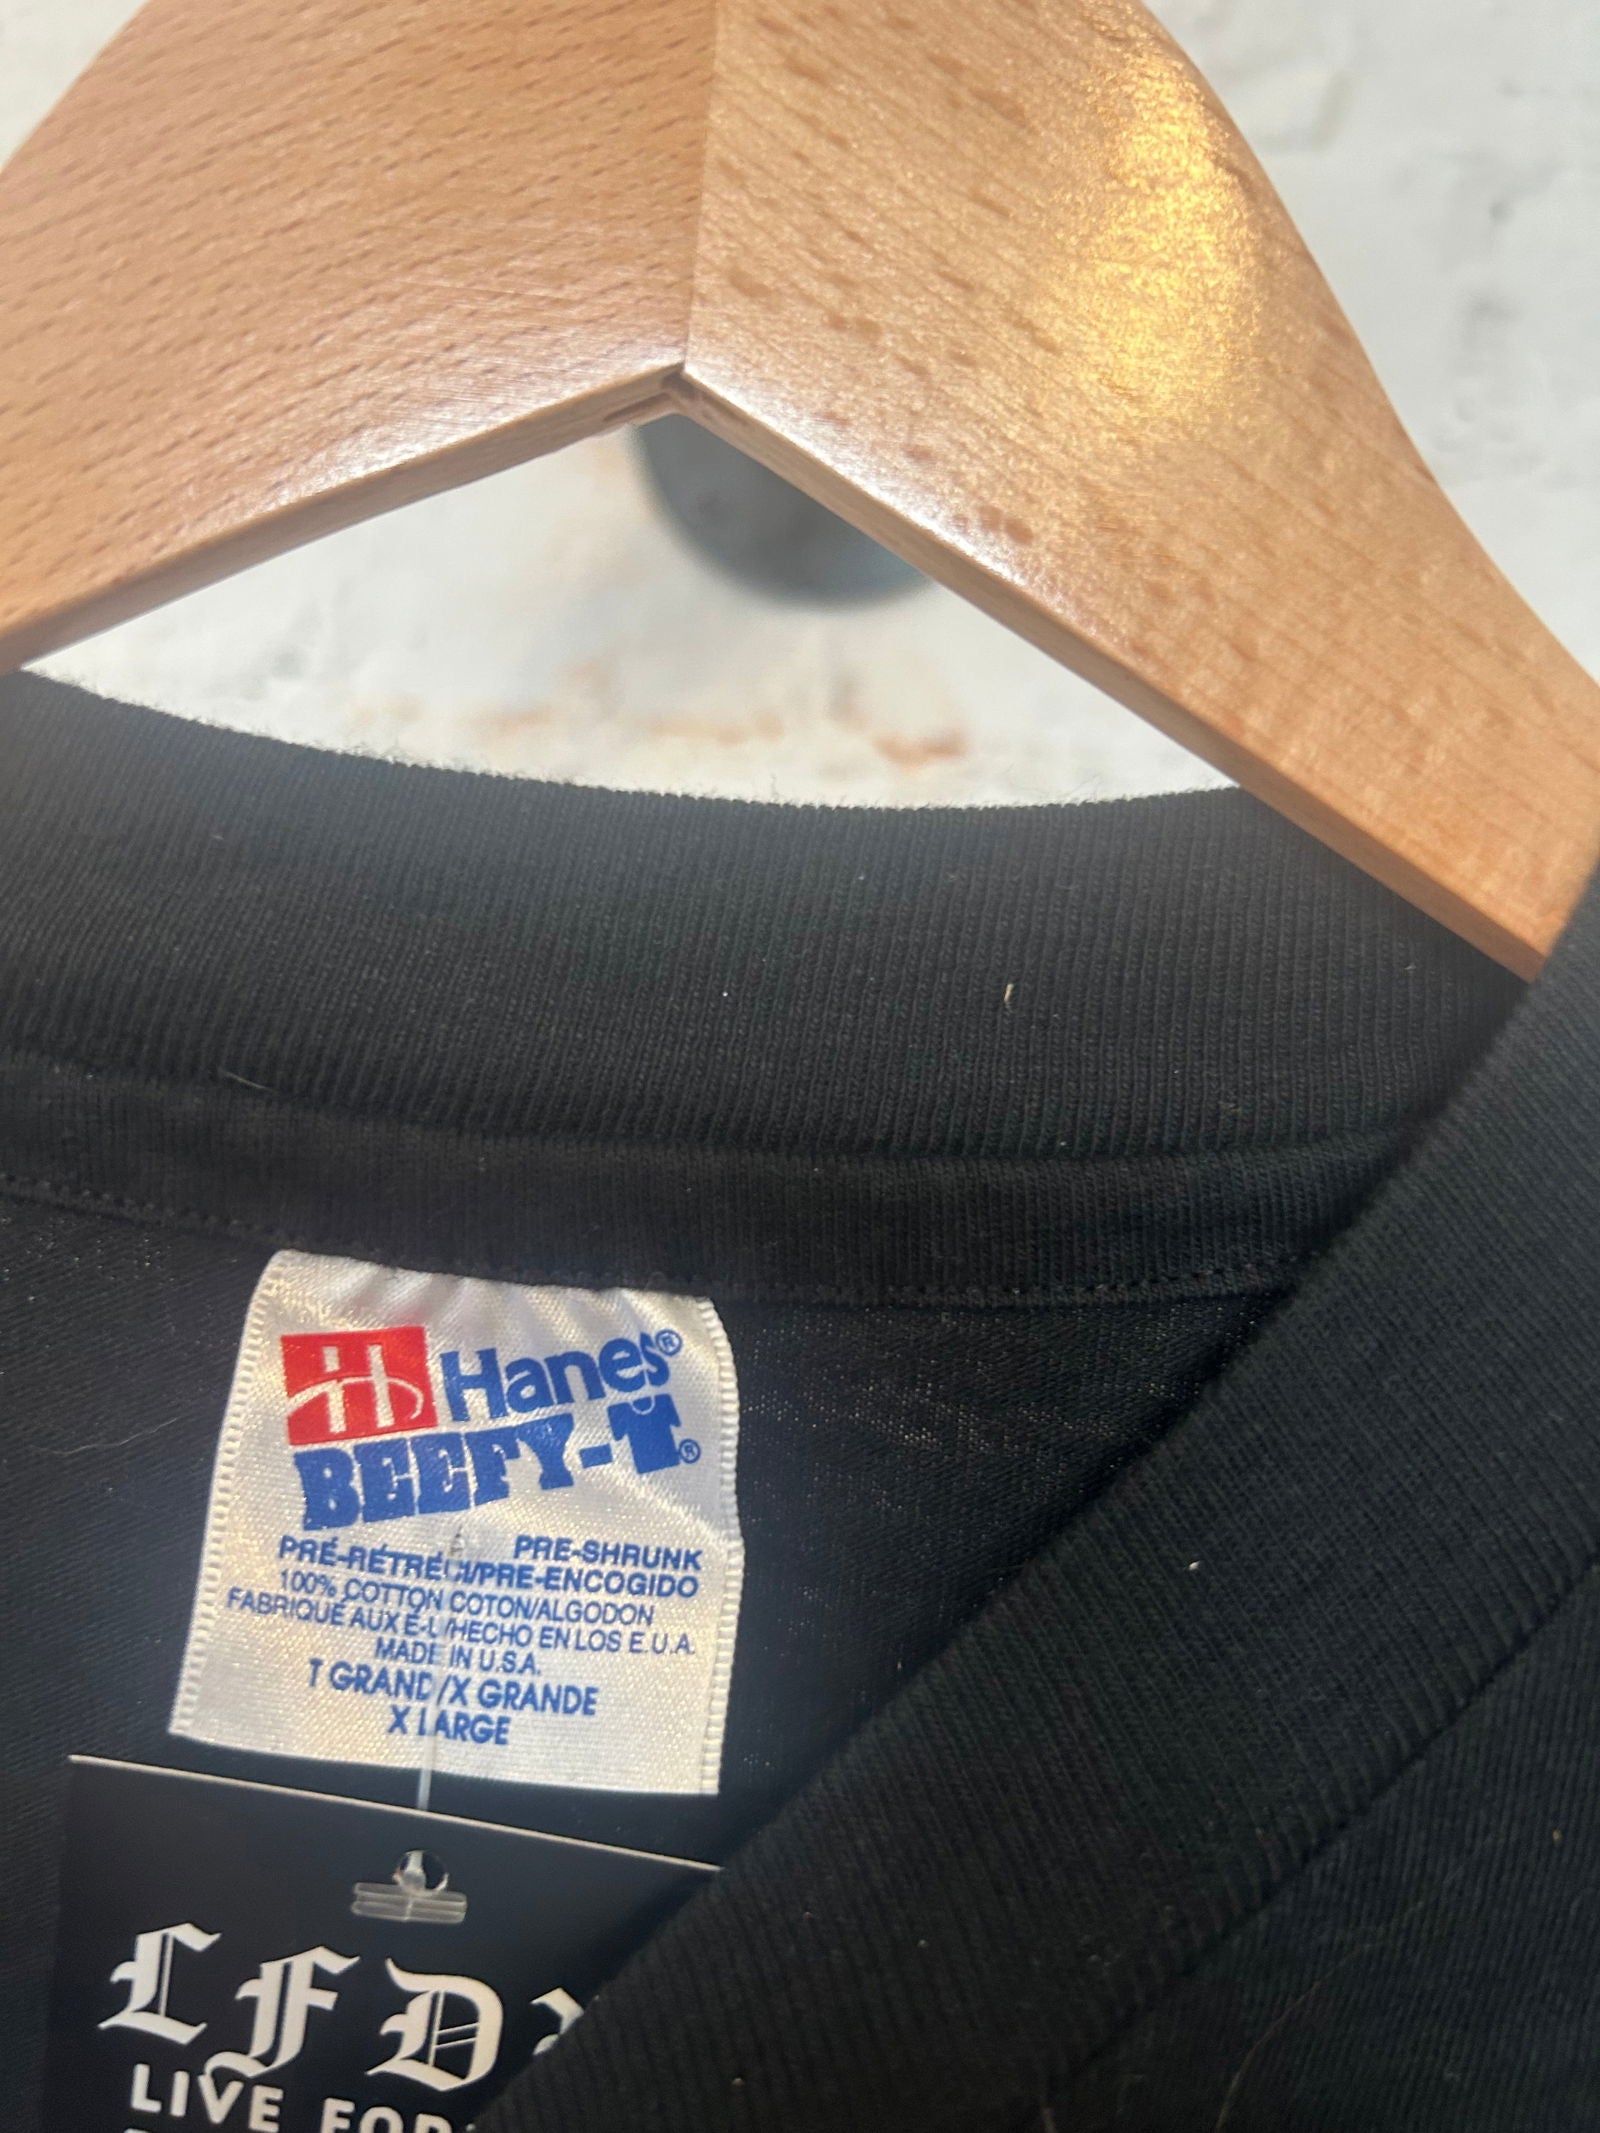 H Hanes®
BEEFY-T®
PRE-SHRUNK
PRÉ-RÉTRÉCI/PRE-ENCOGIDO
100% COTTON COTON/ALGODON
FABRIQUÉ AUX É-U/HECHO EN LOS E.U.A.
MADE IN U.S.A.
T GRAND/X GRANDE
X LARGE
LFD
LIVE FOR